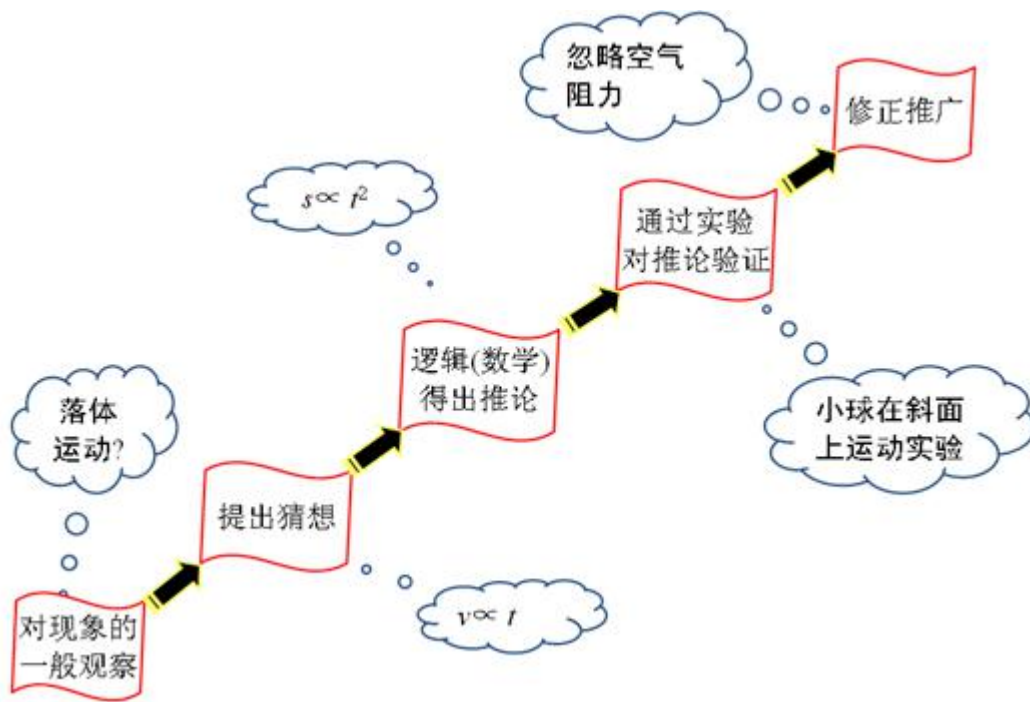 忽略空气
阻力
修正推广
s∝ t²
通过实验
对推论验证
逻辑(数学)
得出推论
落体
运动?
小球在斜面
上运动实验
提出猜想
v∝ t
对现象的
一般观察